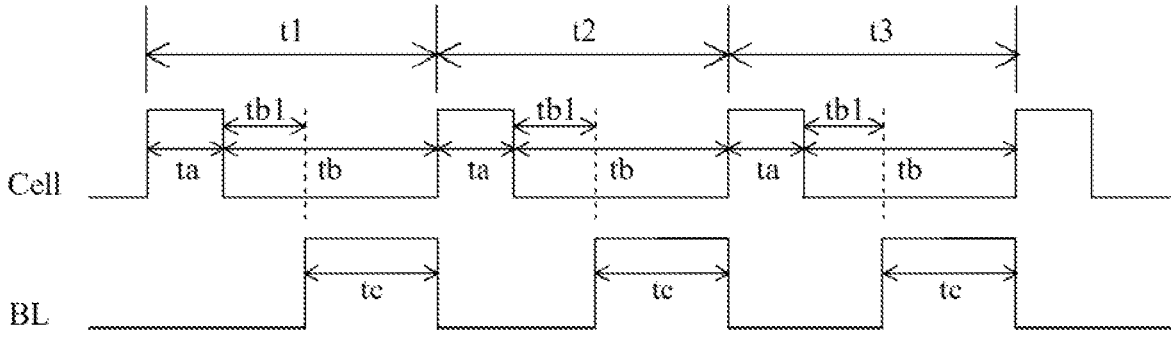 t1 t2 t3
tb1 tb1 tb1
ta tb ta tb ta tb
Cell
tc tc tc
BL